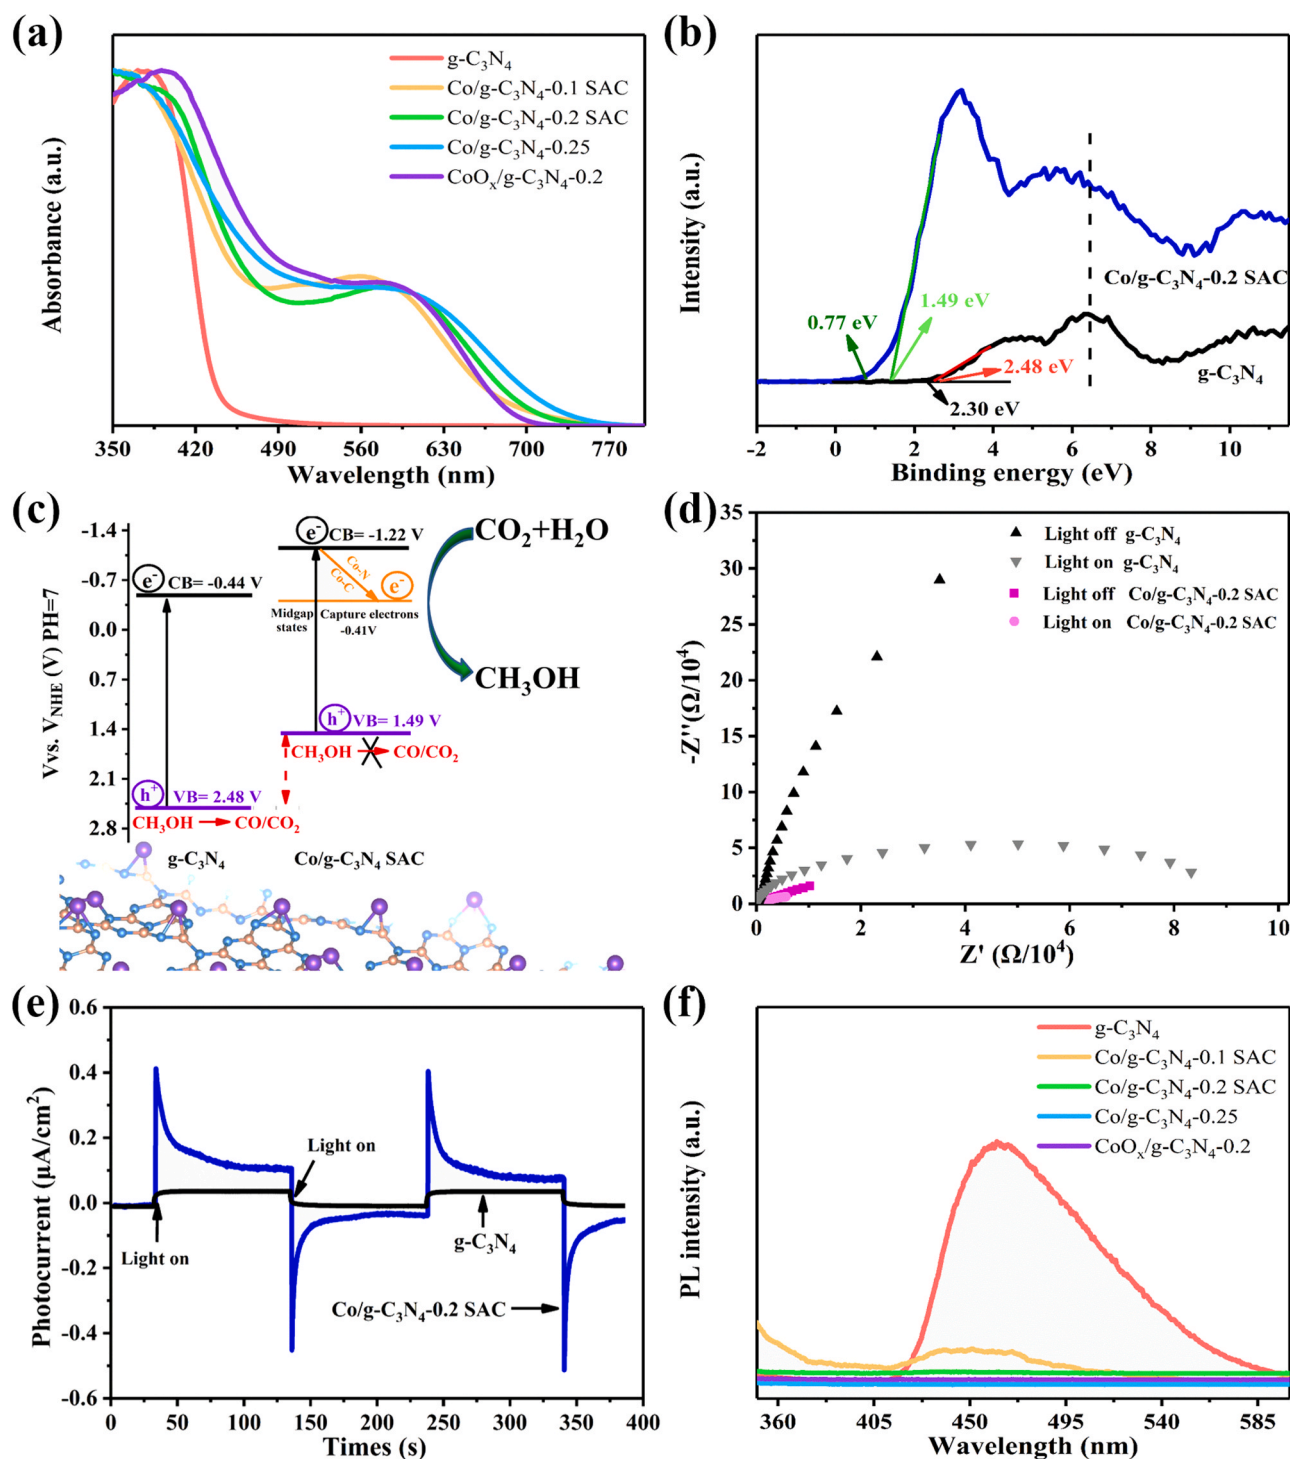 (a)
g-C₃N₄
Co/g-C₃N₄-0.1 SAC
Co/g-C₃N₄-0.2 SAC
Co/g-C₃N₄-0.25
CoOₓ/g-C₃N₄-0.2
Absorbance (a.u.)
350 420 490 560 630 700 770
Wavelength (nm)
(b)
Intensity (a.u.)
Co/g-C₃N₄-0.2 SAC
1.49 eV
0.77 eV
2.48 eV
g-C₃N₄
2.30 eV
-2 0 2 4 6 8 10
Binding energy (eV)
(c)
Vvs. V_NHE (V) PH=7
-1.4
-0.7
0.0
0.7
1.4
2.1
2.8
e⁻ CB= -1.22 V
CO₂+H₂O
e⁻ CB= -0.44 V
Co-N
Co-C
e⁻
Midgap states
Capture electrons
-0.41V
CH₃OH
h⁺ VB= 1.49 V
CH₃OH CO/CO₂
h⁺ VB= 2.48 V
CH₃OH CO/CO₂
g-C₃N₄
Co/g-C₃N₄ SAC
(d)
35
30
25
20
15
10
5
0
-Z''(Ω/10⁴)
Light off g-C₃N₄
Light on g-C₃N₄
Light off Co/g-C₃N₄-0.2 SAC
Light on Co/g-C₃N₄-0.2 SAC
0 2 4 6 8 10
Z' (Ω/10⁴)
(e)
0.6
0.4
0.2
0.0
-0.2
-0.4
-0.6
Photocurrent (μA/cm²)
Light on
Light on
g-C₃N₄
Co/g-C₃N₄-0.2 SAC
0 50 100 150 200 250 300 350 400
Times (s)
(f)
g-C₃N₄
Co/g-C₃N₄-0.1 SAC
Co/g-C₃N₄-0.2 SAC
Co/g-C₃N₄-0.25
CoOₓ/g-C₃N₄-0.2
PL intensity (a.u.)
360 405 450 495 540 585
Wavelength (nm)